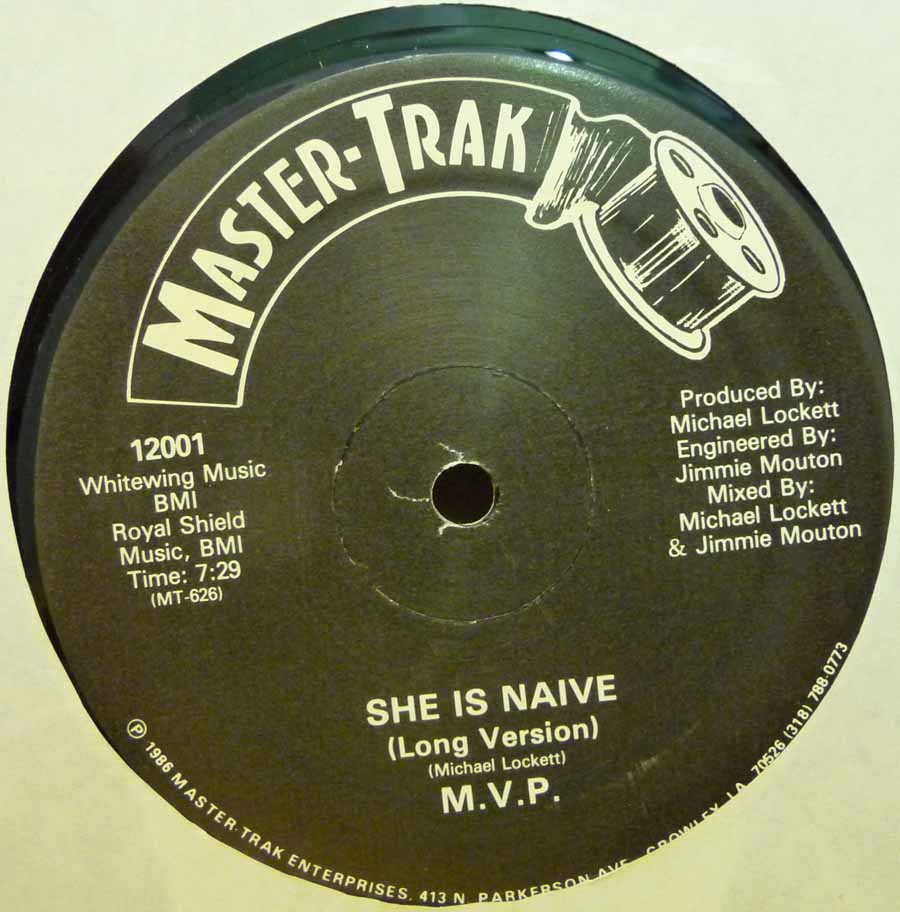 MASTER-TRAK
12001
Whitewing Music
BMI
Royal Shield
Music, BMI
Time: 7:29
(MT-626)
Produced By:
Michael Lockett
Engineered By:
Jimmie Mouton
Mixed By:
Michael Lockett
& Jimmie Mouton
SHE IS NAIVE
(Long Version)
(Michael Lockett)
M.V.P.
℗ 1986 MASTER-TRAK ENTERPRISES. 413 N. PARKERSON AVE. CROWLEY, LA. 70526 (318) 788-0773